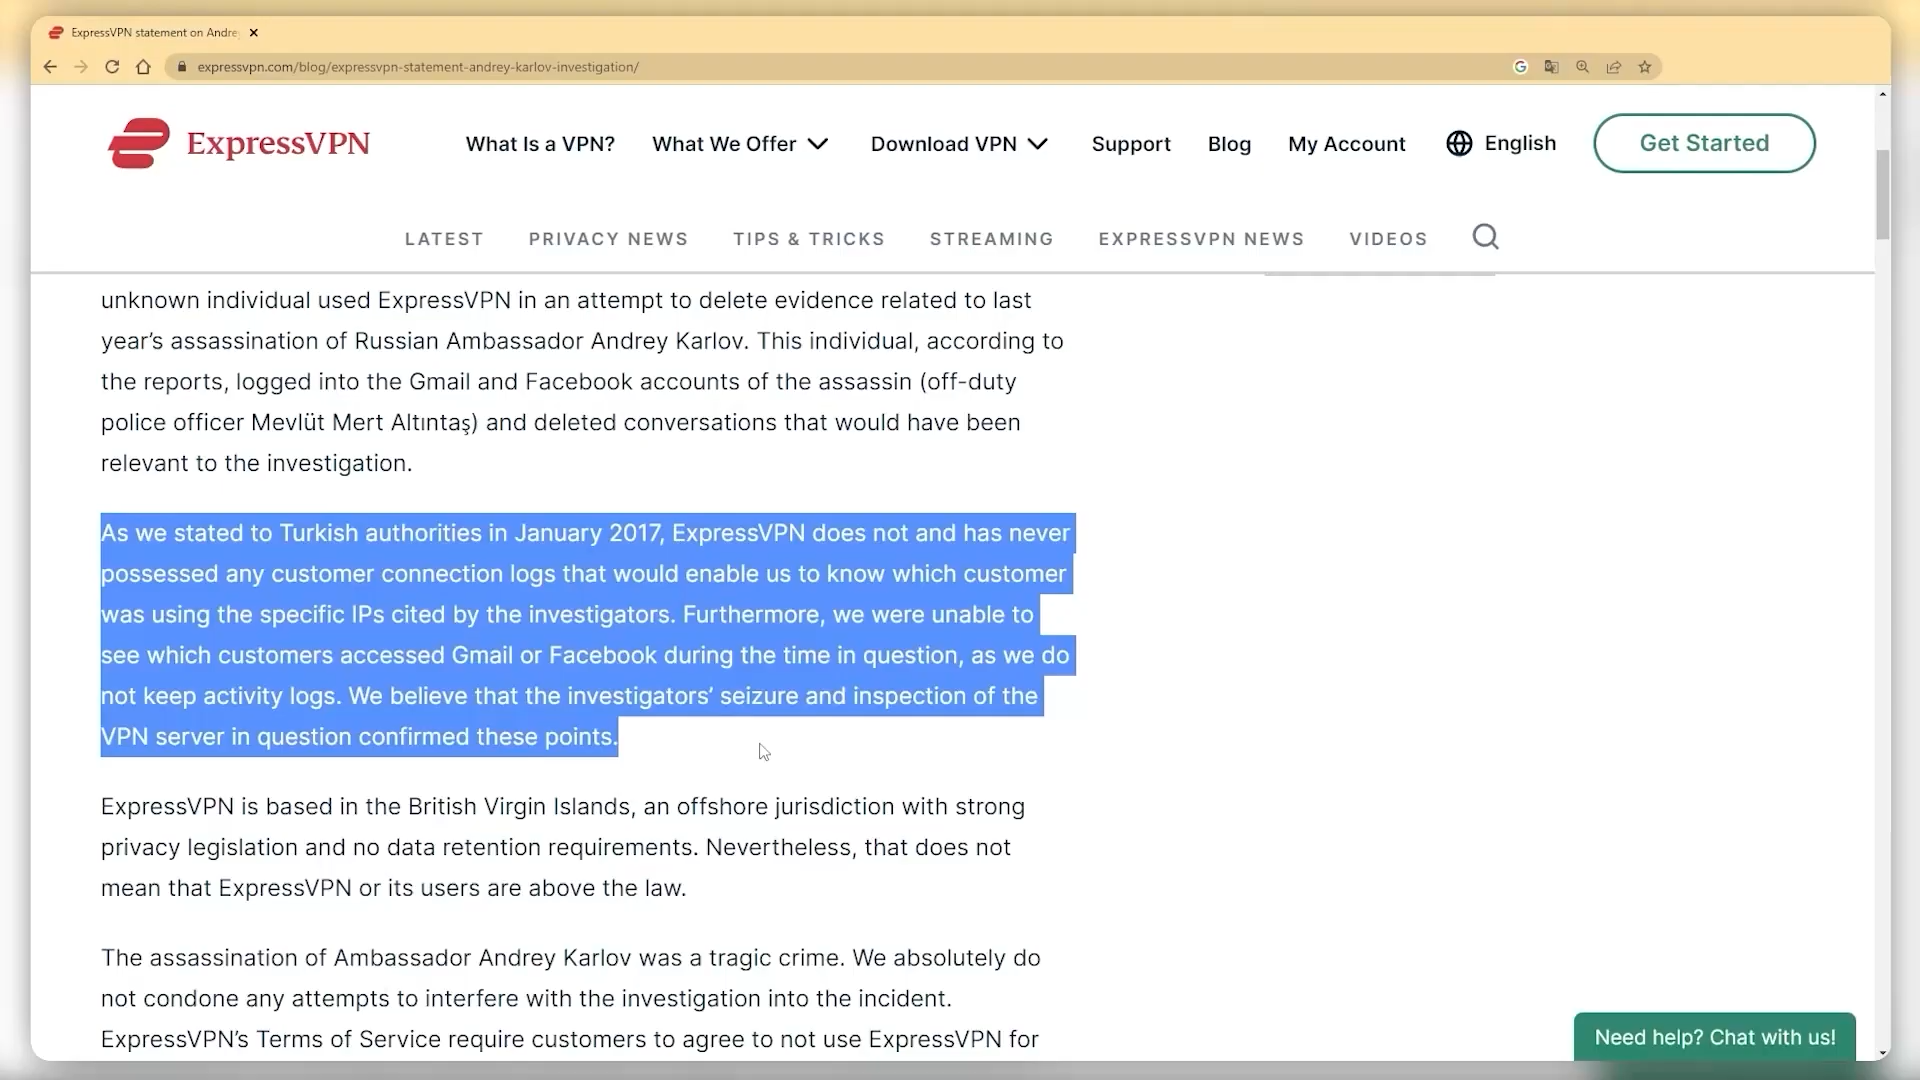 ExpressVPN statement on Andre
expressvpn.com/blog/expressvpn-statement-andrey-karlov-investigation/
ExpressVPN
What Is a VPN?
What We Offer
Download VPN
Support
Blog
My Account
English
Get Started
LATEST
PRIVACY NEWS
TIPS & TRICKS
STREAMING
EXPRESSVPN NEWS
VIDEOS
unknown individual used ExpressVPN in an attempt to delete evidence related to last
year’s assassination of Russian Ambassador Andrey Karlov. This individual, according to
the reports, logged into the Gmail and Facebook accounts of the assassin (off-duty
police officer Mevlüt Mert Altıntaş) and deleted conversations that would have been
relevant to the investigation.
As we stated to Turkish authorities in January 2017, ExpressVPN does not and has never
possessed any customer connection logs that would enable us to know which customer
was using the specific IPs cited by the investigators. Furthermore, we were unable to
see which customers accessed Gmail or Facebook during the time in question, as we do
not keep activity logs. We believe that the investigators’ seizure and inspection of the
VPN server in question confirmed these points.
ExpressVPN is based in the British Virgin Islands, an offshore jurisdiction with strong
privacy legislation and no data retention requirements. Nevertheless, that does not
mean that ExpressVPN or its users are above the law.
The assassination of Ambassador Andrey Karlov was a tragic crime. We absolutely do
not condone any attempts to interfere with the investigation into the incident.
ExpressVPN’s Terms of Service require customers to agree to not use ExpressVPN for
Need help? Chat with us!